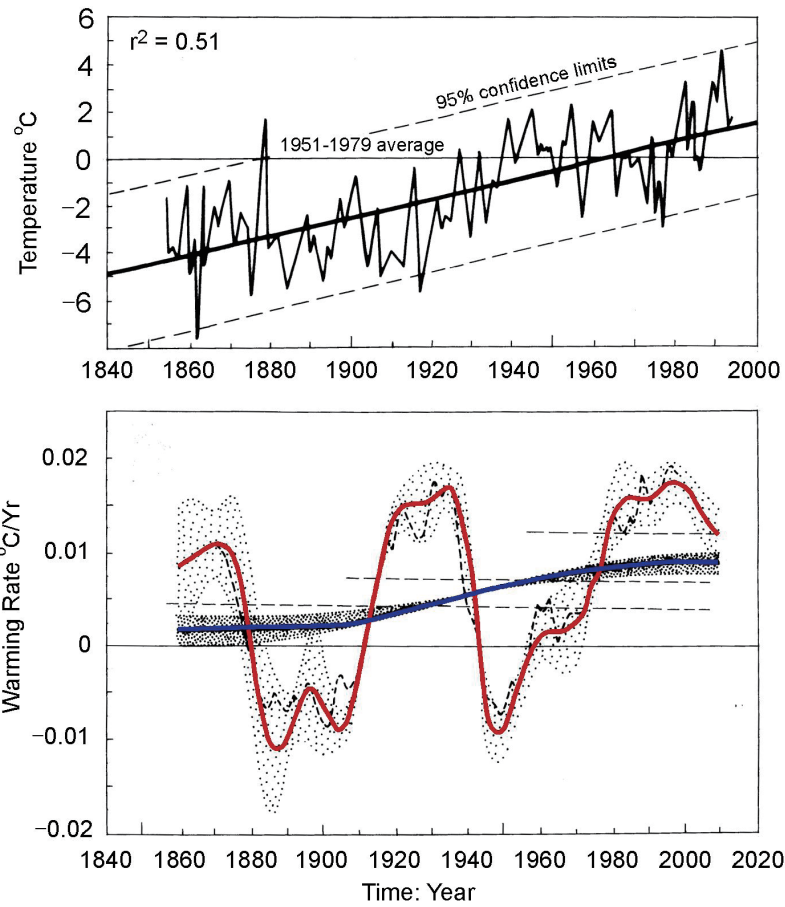 6
r² = 0.51
4
95% confidence limits
2
1951-1979 average
0
−2
−4
−6
Temperature °C
1840 1860 1880 1900 1920 1940 1960 1980 2000
0.02
0.01
0
−0.01
−0.02
Warming Rate °C/Yr
1840 1860 1880 1900 1920 1940 1960 1980 2000 2020
Time: Year